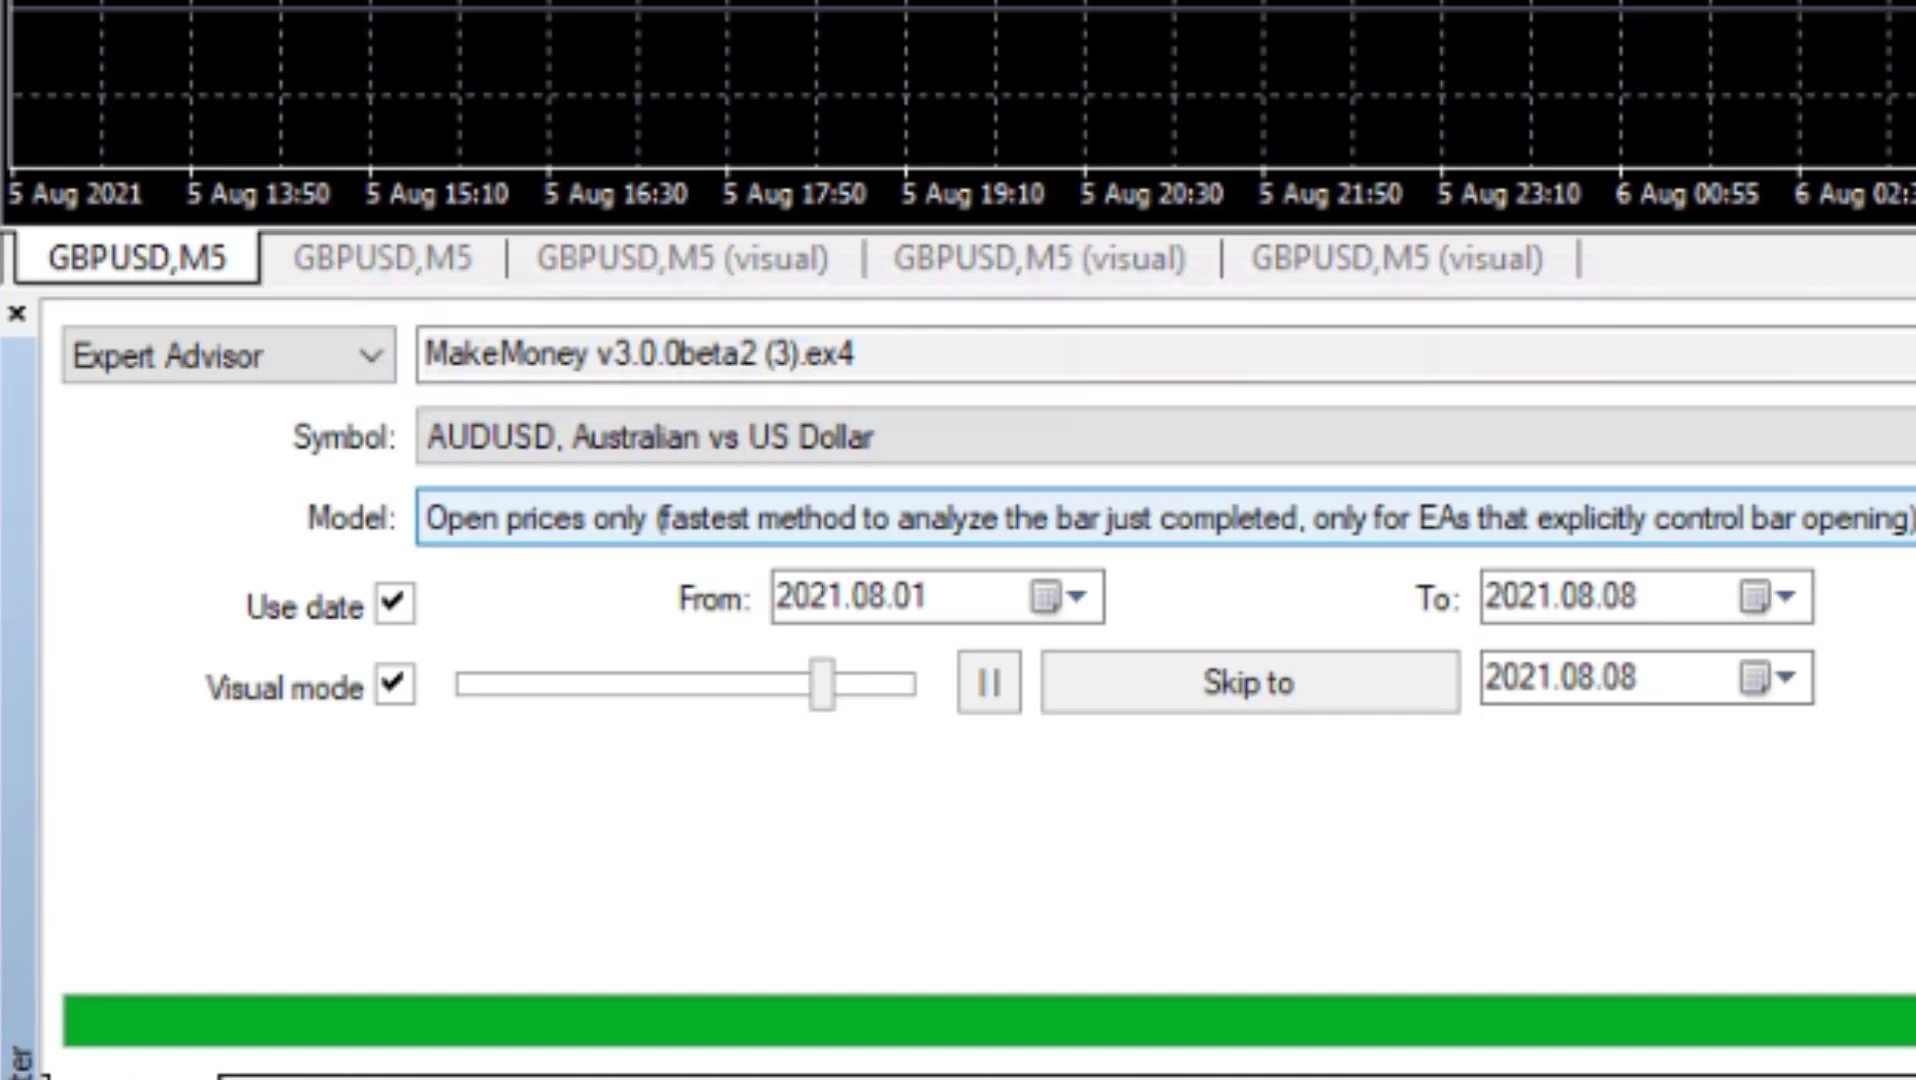 5 Aug 2021 5 Aug 13:50 5 Aug 15:10 5 Aug 16:30 5 Aug 17:50 5 Aug 19:10 5 Aug 20:30 5 Aug 21:50 5 Aug 23:10 6 Aug 00:55 6 Aug
GBPUSD,M5 GBPUSD,M5 GBPUSD,M5 (visual) GBPUSD,M5 (visual) GBPUSD,M5 (visual)
Expert Advisor MakeMoney v3.0.0beta2 (3).ex4
Symbol: AUDUSD, Australian vs US Dollar
Model: Open prices only (fastest method to analyze the bar just completed, only for EAs that explicitly control bar opening)
Use date From: 2021.08.01 To: 2021.08.08
Visual mode Skip to 2021.08.08